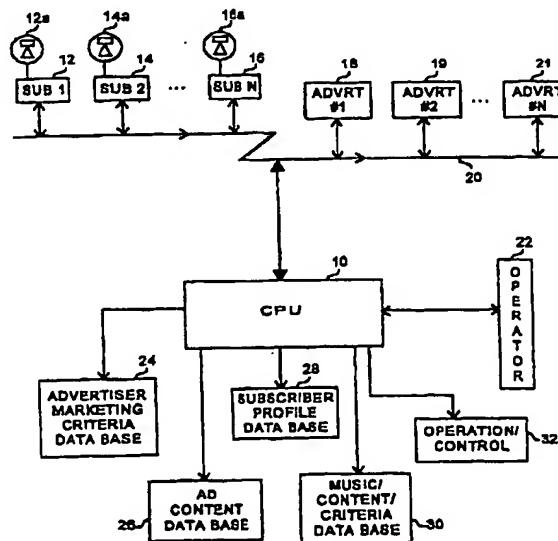 12a 14a 16a
12 14 16 18 19 21
SUB 1 SUB 2 ... SUB N
ADVRT #1 ADVRT #2 ... ADVRT #N
20
22
10
CPU
OPERATOR
24
28
ADVERTISER
MARKETING
CRITERIA
DATA BASE
SUBSCRIBER
PROFILE
DATA BASE
OPERATION/
CONTROL
32
AD
CONTENT
DATA BASE
26
MUSIC/
CONTENT/
CRITERIA
DATA BASE
30